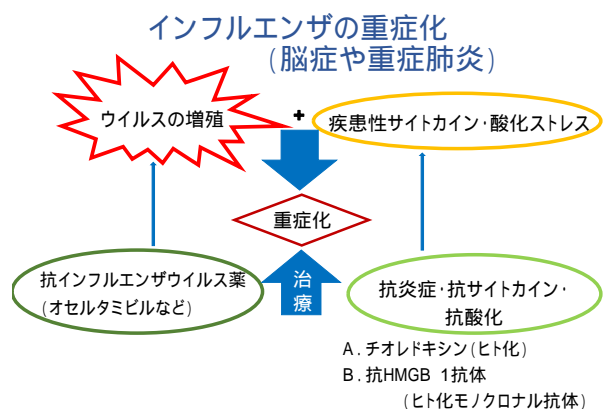 インフルエンザの重症化
(脳症や重症肺炎)
ウイルスの増殖
+
疾患性サイトカイン・酸化ストレス
重症化
抗インフルエンザウイルス薬
(オセルタミビルなど)
治
療
抗炎症・抗サイトカイン・
抗酸化
A．チオレドキシン(ヒト化)
B．抗HMGB 1抗体
(ヒト化モノクロナル抗体)